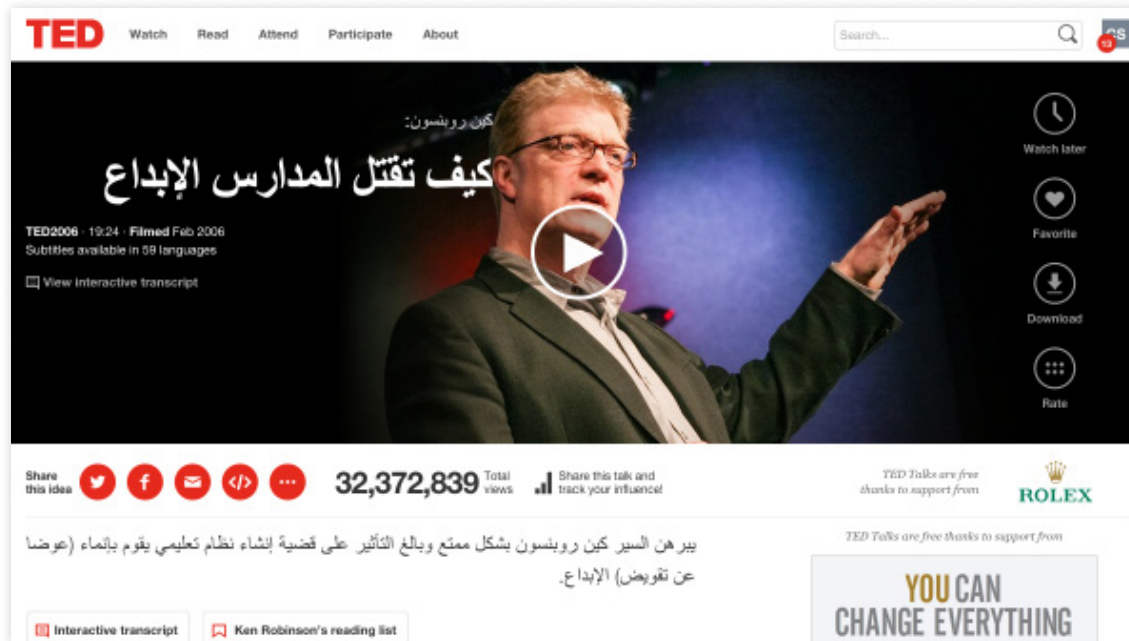 TED
Watch Read Attend Participate About
Search...
CS
13
كين روبنسون:
كيف تقتل المدارس الإبداع
TED2006 · 19:24 · Filmed Feb 2006
Subtitles available in 59 languages
View interactive transcript
Watch later
Favorite
Download
Rate
Share
this idea
32,372,839
Total
views
Share this talk and
track your influence!
TED Talks are free
thanks to support from
ROLEX
يبرهن السير كين روبنسون بشكل ممتع وبالغ التأثير على قضية إنشاء نظام تعليمي يقوم بإنماء (عوضا
عن تقويض) الإبداع.
Interactive transcript
Ken Robinson's reading list
TED Talks are free thanks to support from
YOU CAN
CHANGE EVERYTHING